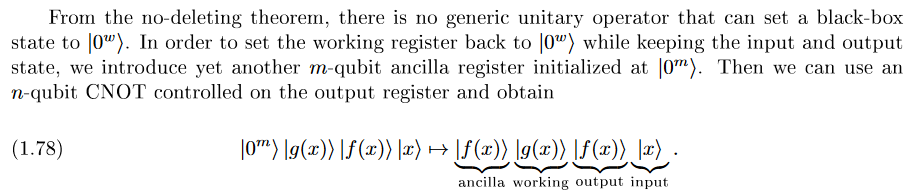 From the no-deleting theorem, there is no generic unitary operator that can set a black-box
state to |0^w⟩. In order to set the working register back to |0^w⟩ while keeping the input and output
state, we introduce yet another m-qubit ancilla register initialized at |0^m⟩. Then we can use an
n-qubit CNOT controlled on the output register and obtain
(1.78) |0^m⟩ |g(x)⟩ |f(x)⟩ |x⟩ ↦ |f(x)⟩ |g(x)⟩ |f(x)⟩ |x⟩ .
ancilla working output input